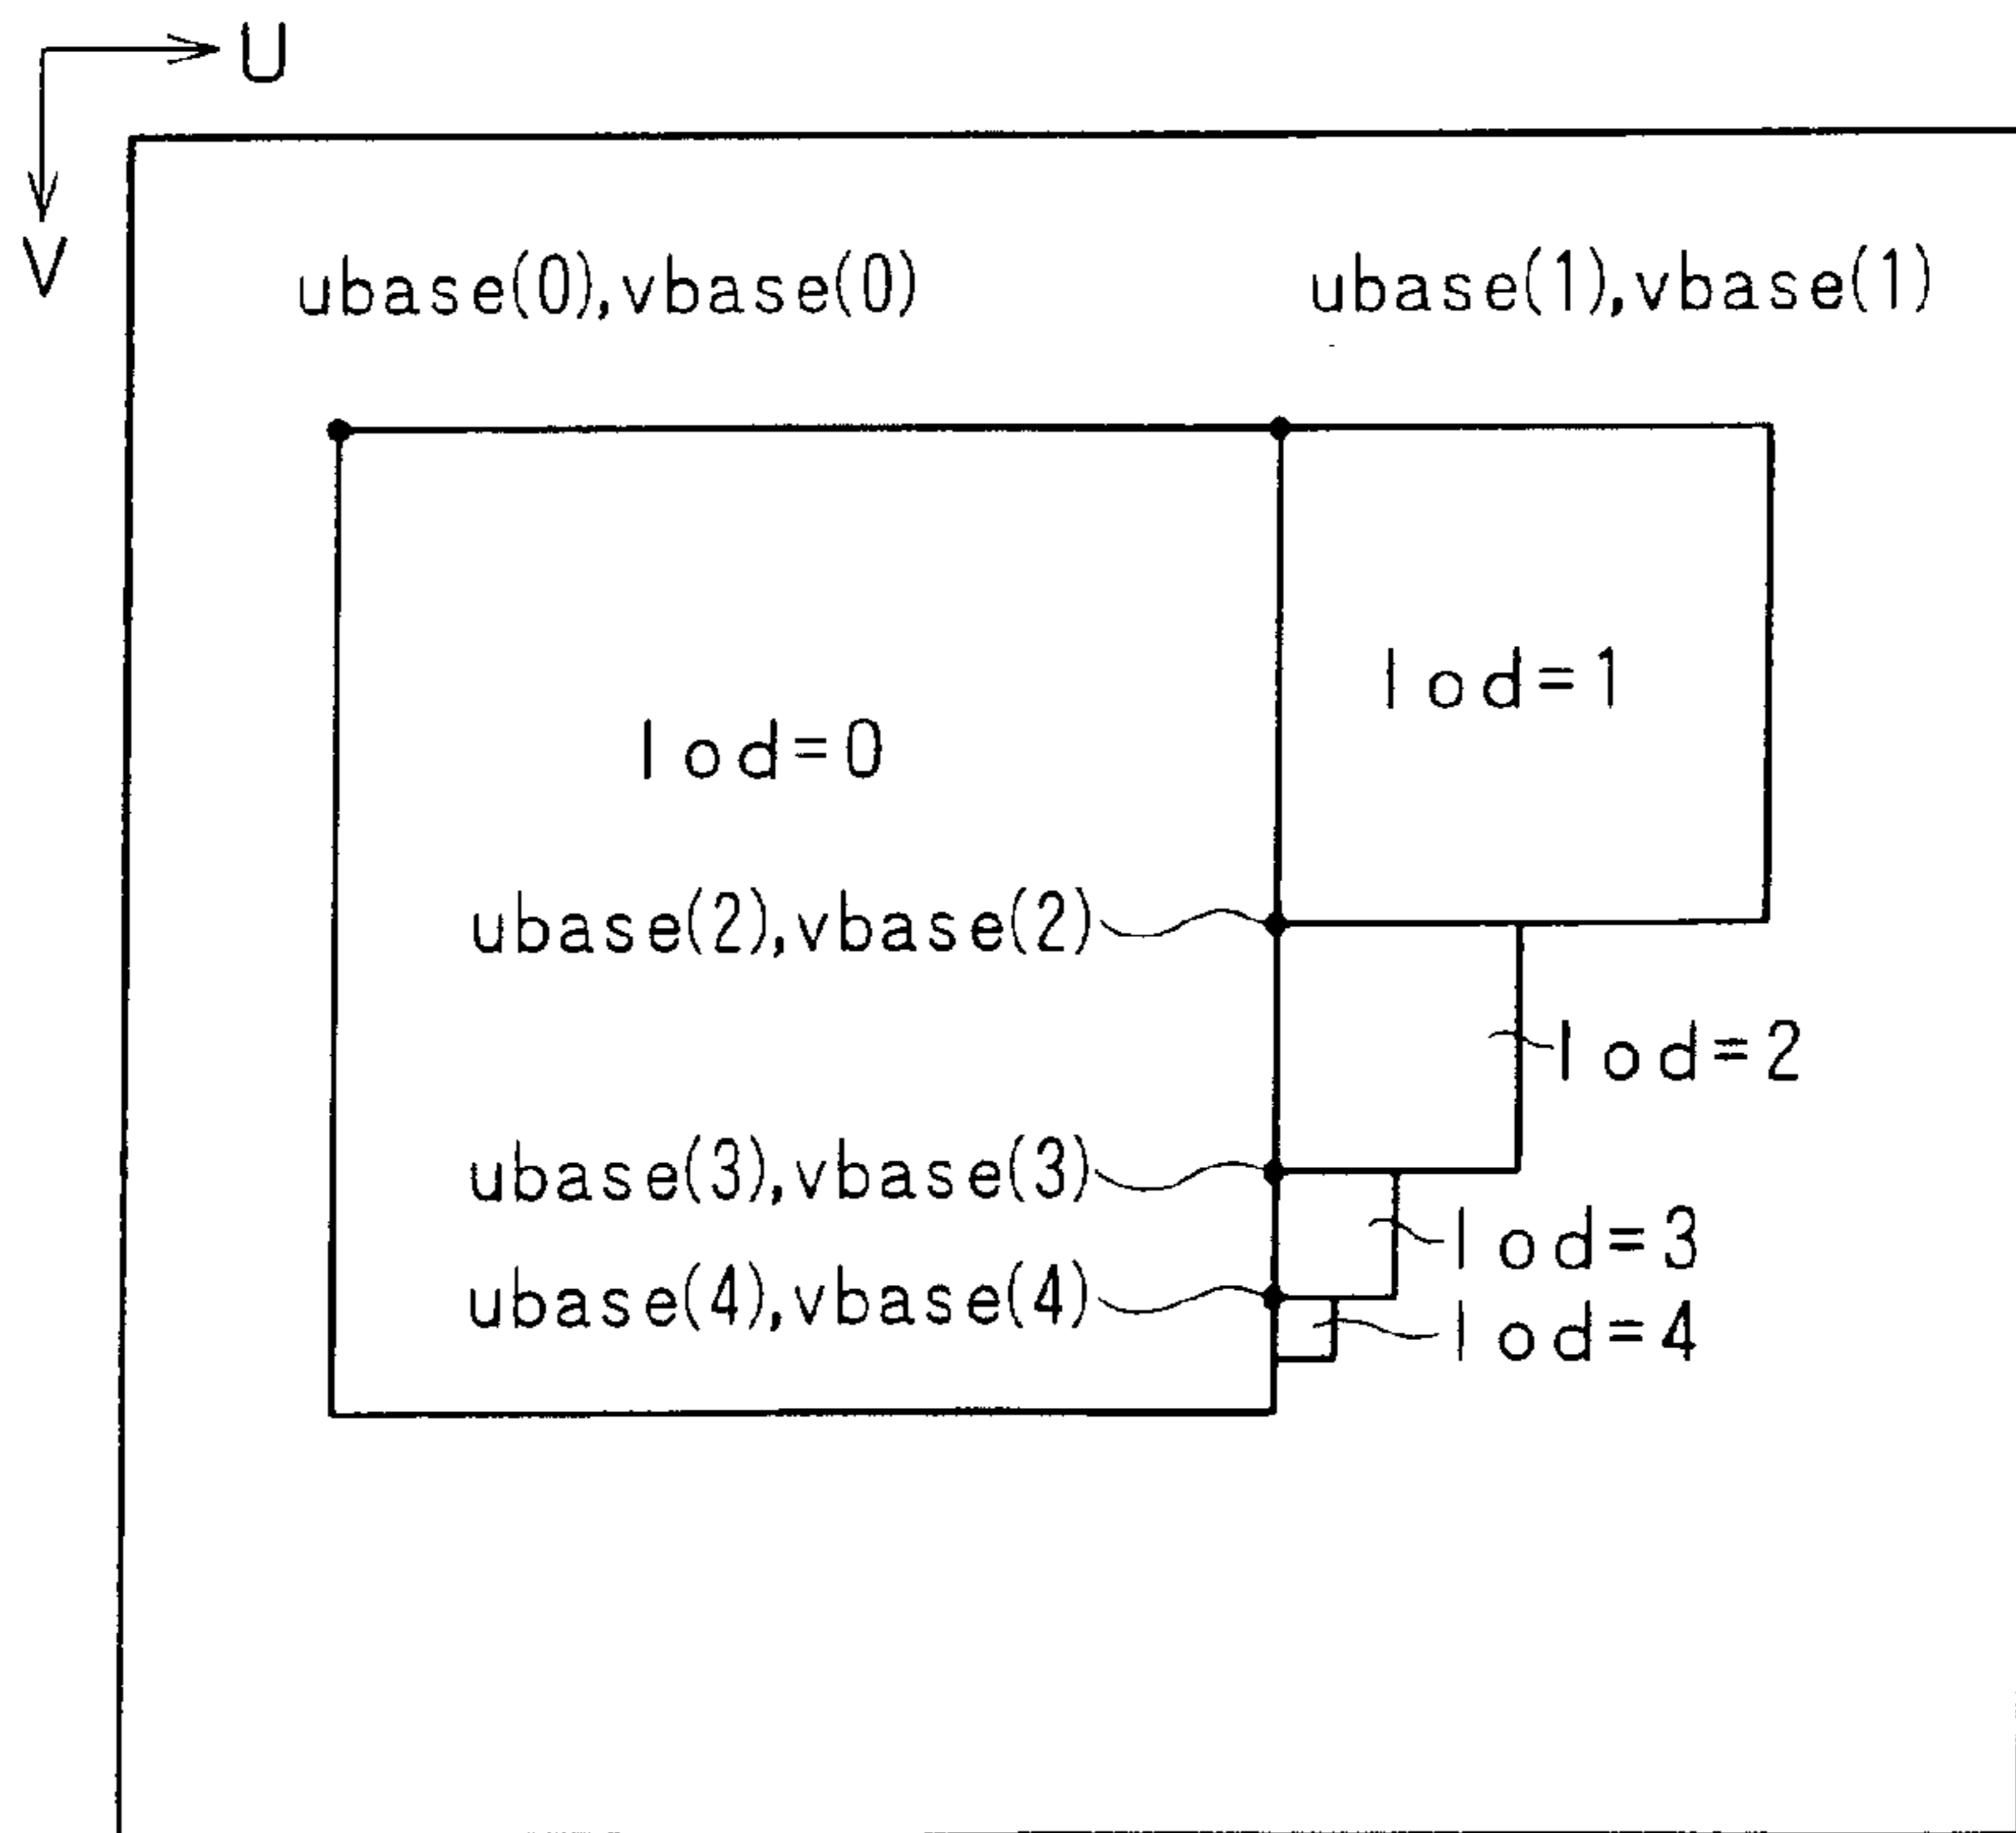 U
V
ubase(0),vbase(0)
ubase(1),vbase(1)
lod=1
lod=0
ubase(2),vbase(2)
lod=2
ubase(3),vbase(3)
lod=3
ubase(4),vbase(4)
lod=4